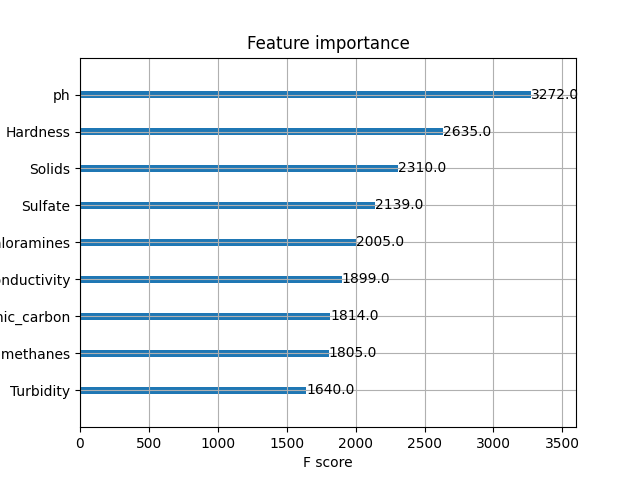 Feature importance
ph 3272.0
Hardness 2635.0
Solids 2310.0
Sulfate 2139.0
loramines 2005.0
onductivity 1899.0
nic_carbon 1814.0
methanes 1805.0
Turbidity 1640.0
0 500 1000 1500 2000 2500 3000 3500
F score